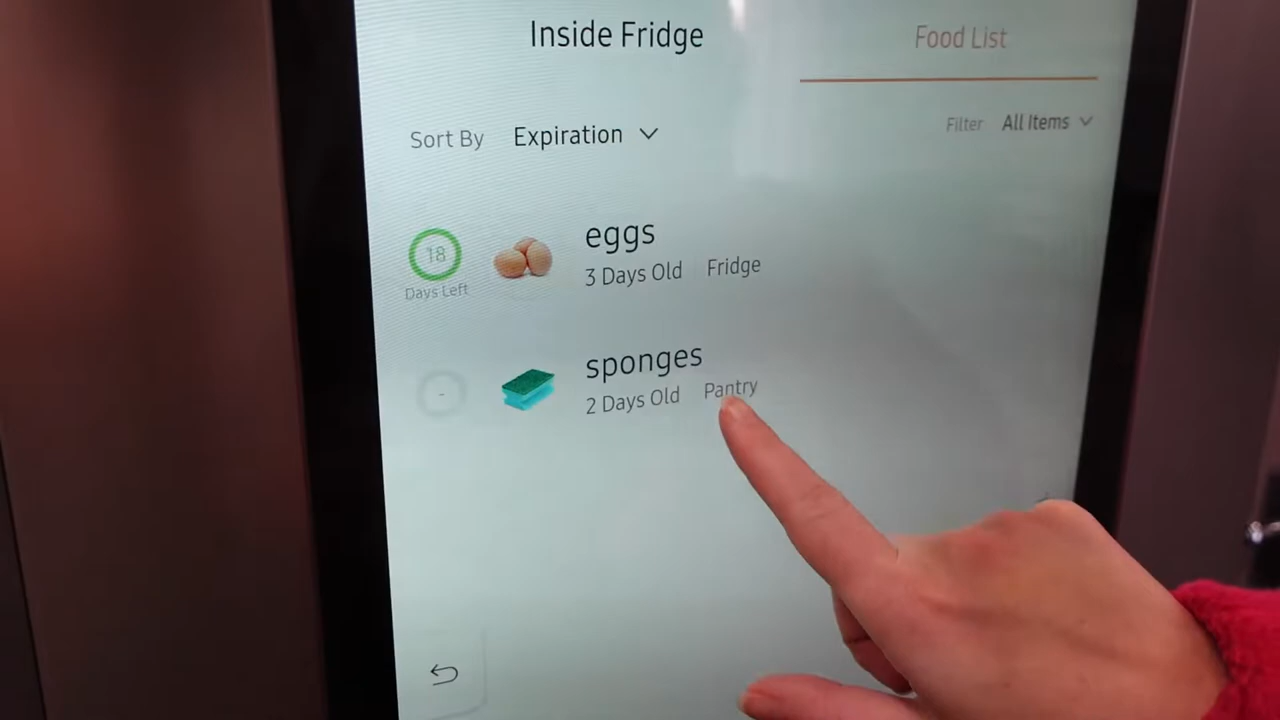 Inside Fridge
Food List
Sort By Expiration
Filter All Items
18
Days Left
eggs
3 Days Old Fridge
-
sponges
2 Days Old Pantry